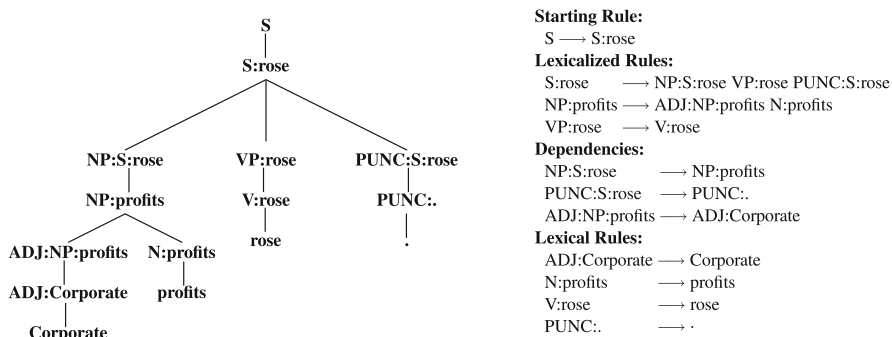 S
S:rose
NP:S:rose VP:rose PUNC:S:rose
NP:profits V:rose PUNC:.
rose .
ADJ:NP:profits N:profits
ADJ:Corporate profits
Corporate
Starting Rule:
S ⟶ S:rose
Lexicalized Rules:
S:rose ⟶ NP:S:rose VP:rose PUNC:S:rose
NP:profits ⟶ ADJ:NP:profits N:profits
VP:rose ⟶ V:rose
Dependencies:
NP:S:rose ⟶ NP:profits
PUNC:S:rose ⟶ PUNC:.
ADJ:NP:profits ⟶ ADJ:Corporate
Lexical Rules:
ADJ:Corporate ⟶ Corporate
N:profits ⟶ profits
V:rose ⟶ rose
PUNC:. ⟶ ·